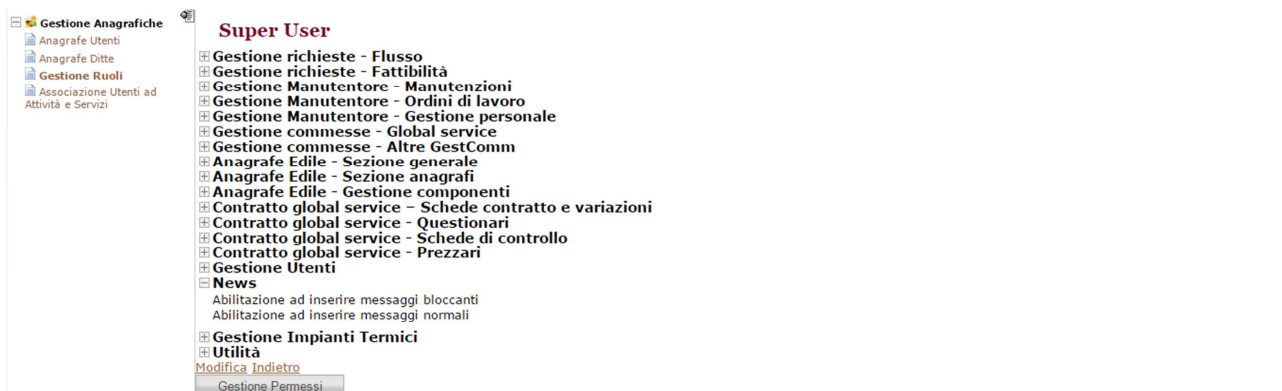 Gestione Anagrafiche
Anagrafe Utenti
Anagrafe Ditte
Gestione Ruoli
Associazione Utenti ad
Attività e Servizi
Super User
Gestione richieste - Flusso
Gestione richieste - Fattibilità
Gestione Manutentore - Manutenzioni
Gestione Manutentore - Ordini di lavoro
Gestione Manutentore - Gestione personale
Gestione commesse - Global service
Gestione commesse - Altre GestComm
Anagrafe Edile - Sezione generale
Anagrafe Edile - Sezione anagrafi
Anagrafe Edile - Gestione componenti
Contratto global service – Schede contratto e variazioni
Contratto global service - Questionari
Contratto global service - Schede di controllo
Contratto global service - Prezzari
Gestione Utenti
News
Abilitazione ad inserire messaggi bloccanti
Abilitazione ad inserire messaggi normali
Gestione Impianti Termici
Utilità
Modifica Indietro
Gestione Permessi